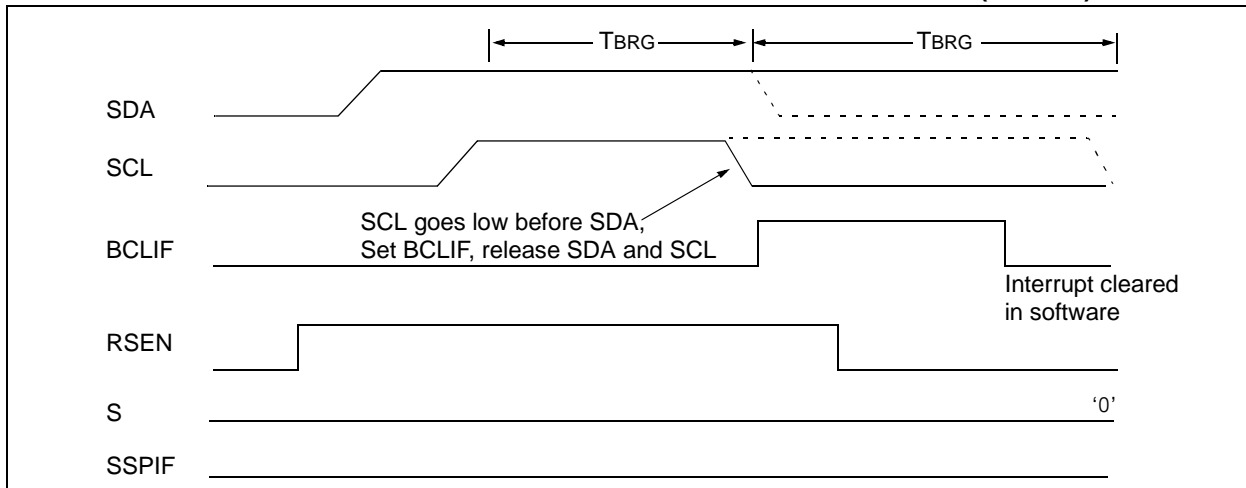 TBRG
TBRG
SDA
SCL
SCL goes low before SDA,
Set BCLIF, release SDA and SCL
BCLIF
Interrupt cleared
in software
RSEN
S
‘0’
SSPIF